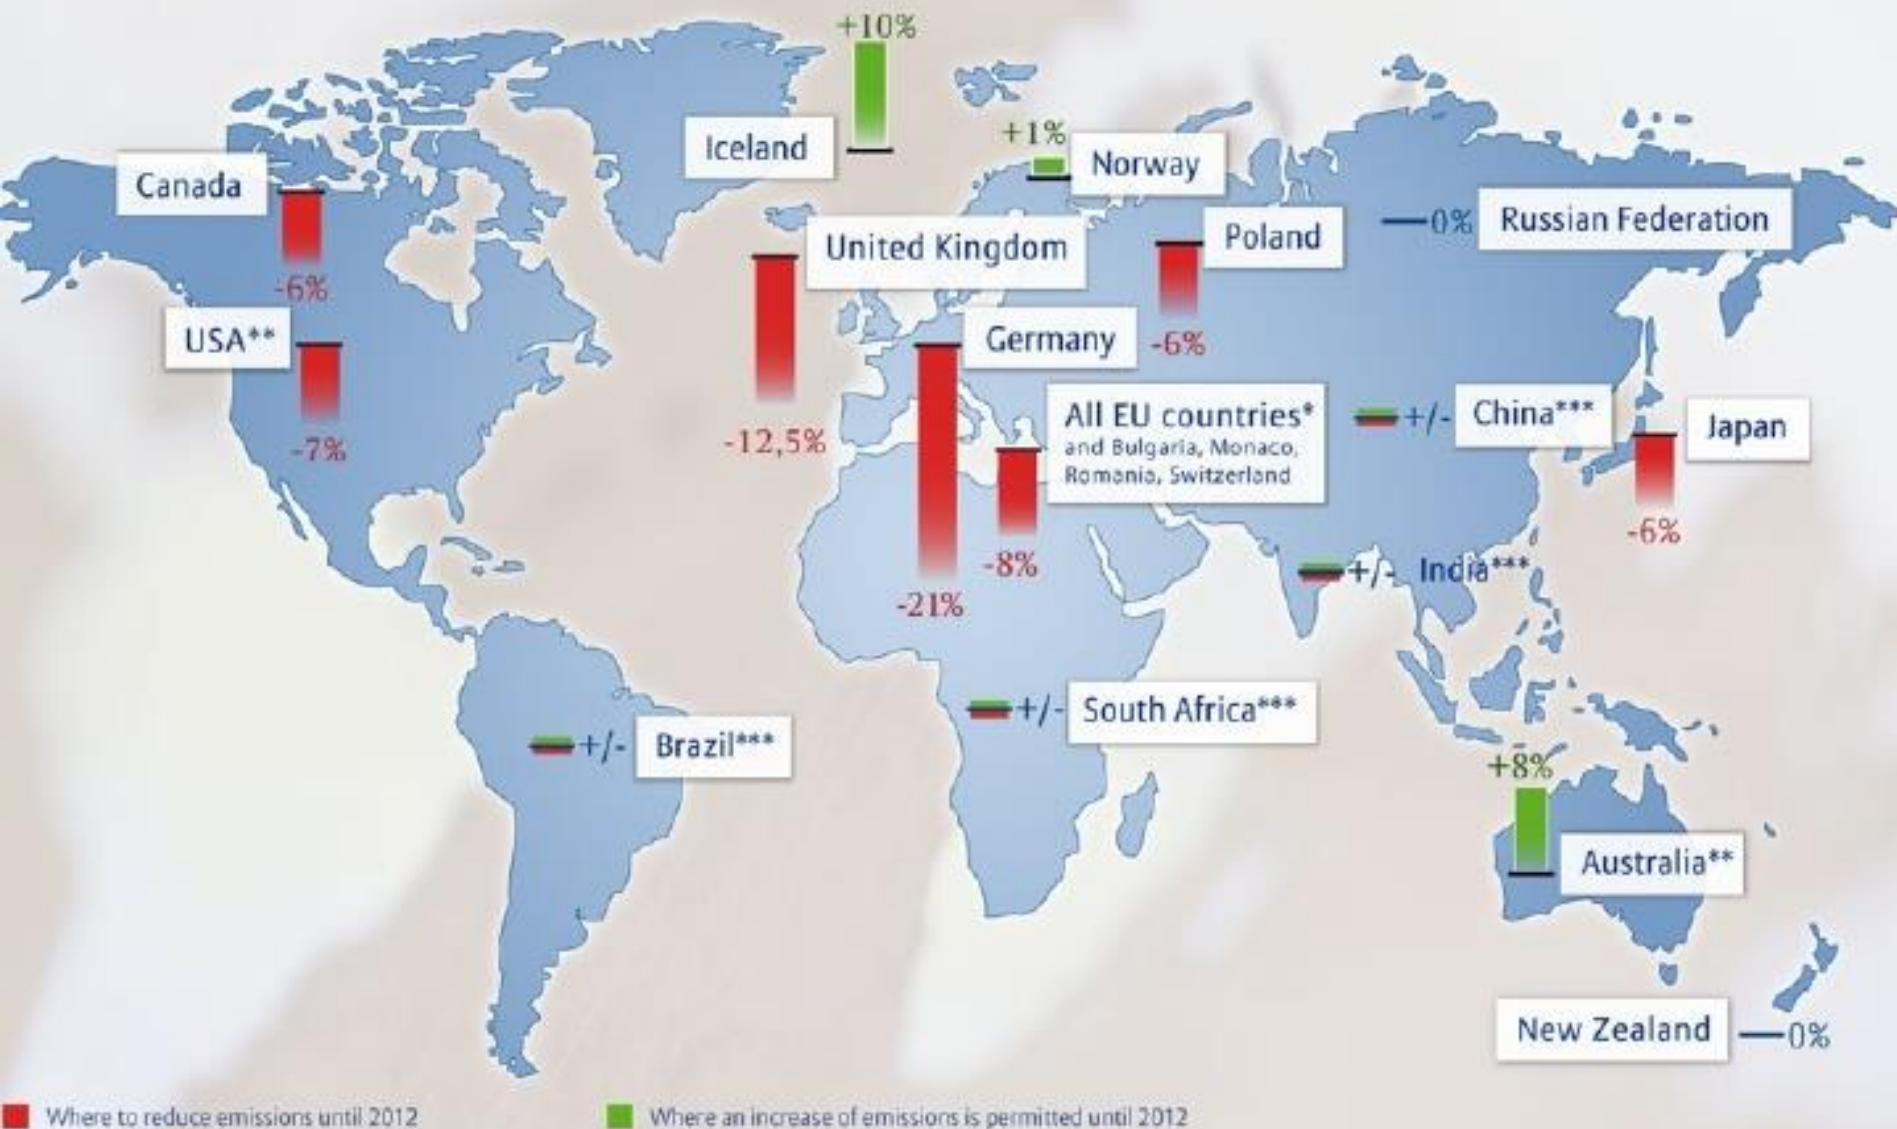 +10%
Iceland
+1%
Norway
Canada
-6%
United Kingdom
-12,5%
Poland
-6%
0%
Russian Federation
USA**
-7%
Germany
-21%
All EU countries*
and Bulgaria, Monaco,
Romania, Switzerland
-8%
+/-
China***
Japan
-6%
+/-
India***
+/-
South Africa***
+/-
Brazil***
+8%
Australia**
New Zealand
0%
Where to reduce emissions until 2012
Where an increase of emissions is permitted until 2012